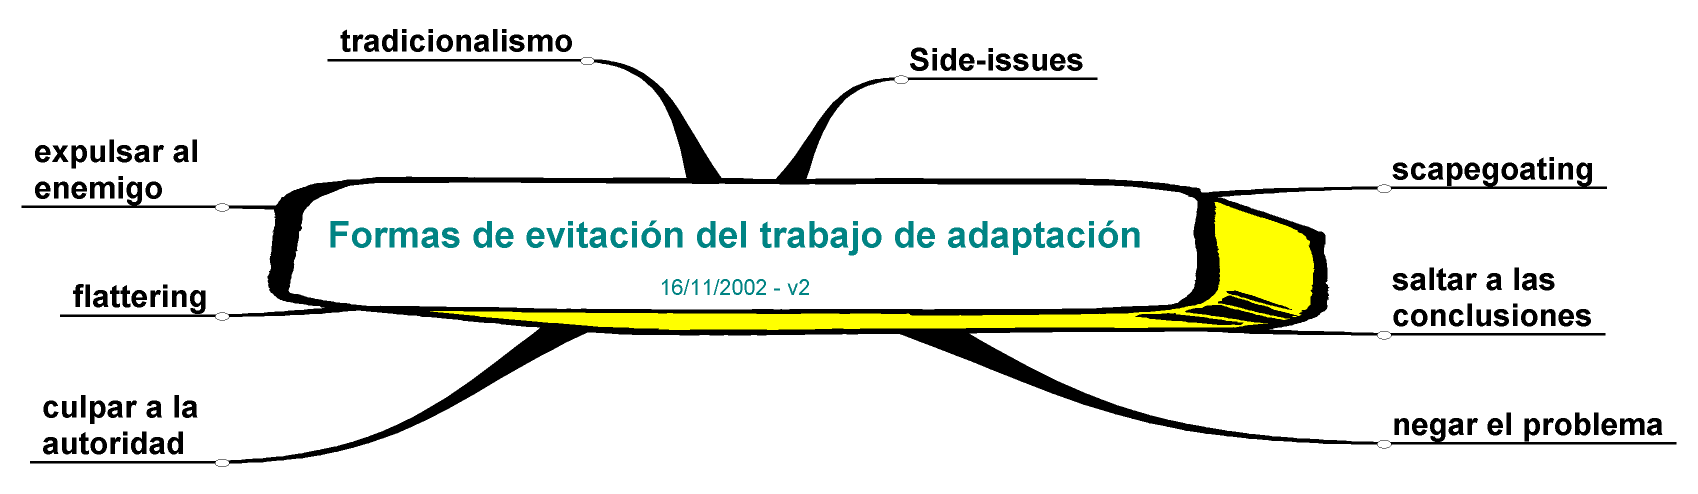 tradicionalismo
Side-issues
expulsar al
enemigo
scapegoating
Formas de evitación del trabajo de adaptación
16/11/2002 - v2
flattering
saltar a las
conclusiones
culpar a la
autoridad
negar el problema